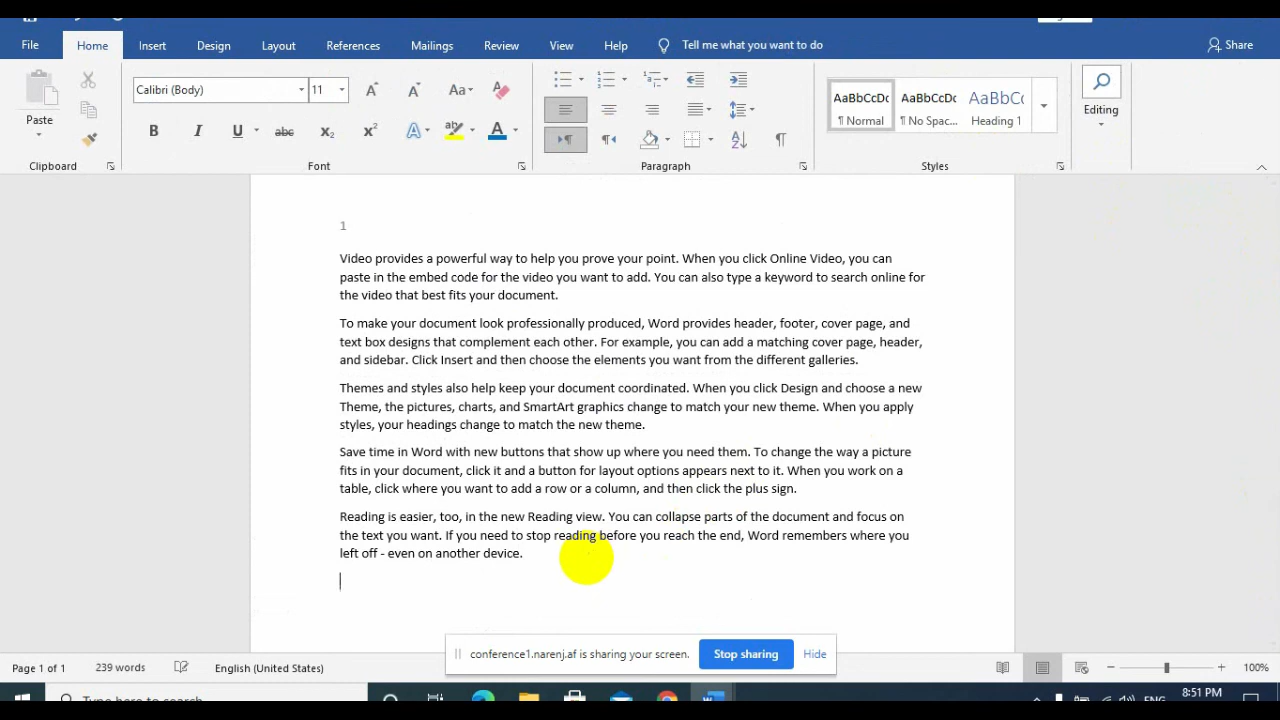 File Home Insert Design Layout References Mailings Review View Help Tell me what you want to do Share
Calibri (Body) 11 Aa
Paste
B I U abc X₂ X² A A
AaBbCcDc AaBbCcDc AaBbCc
¶ Normal ¶ No Spac... Heading 1
Editing
Clipboard Font Paragraph Styles
1
Video provides a powerful way to help you prove your point. When you click Online Video, you can
paste in the embed code for the video you want to add. You can also type a keyword to search online for
the video that best fits your document.
To make your document look professionally produced, Word provides header, footer, cover page, and
text box designs that complement each other. For example, you can add a matching cover page, header,
and sidebar. Click Insert and then choose the elements you want from the different galleries.
Themes and styles also help keep your document coordinated. When you click Design and choose a new
Theme, the pictures, charts, and SmartArt graphics change to match your new theme. When you apply
styles, your headings change to match the new theme.
Save time in Word with new buttons that show up where you need them. To change the way a picture
fits in your document, click it and a button for layout options appears next to it. When you work on a
table, click where you want to add a row or a column, and then click the plus sign.
Reading is easier, too, in the new Reading view. You can collapse parts of the document and focus on
the text you want. If you need to stop reading before you reach the end, Word remembers where you
left off - even on another device.
conference1.narenj.af is sharing your screen. Stop sharing Hide
Page 1 of 1 239 words English (United States) 100%
Type here to search ENG 8:51 PM